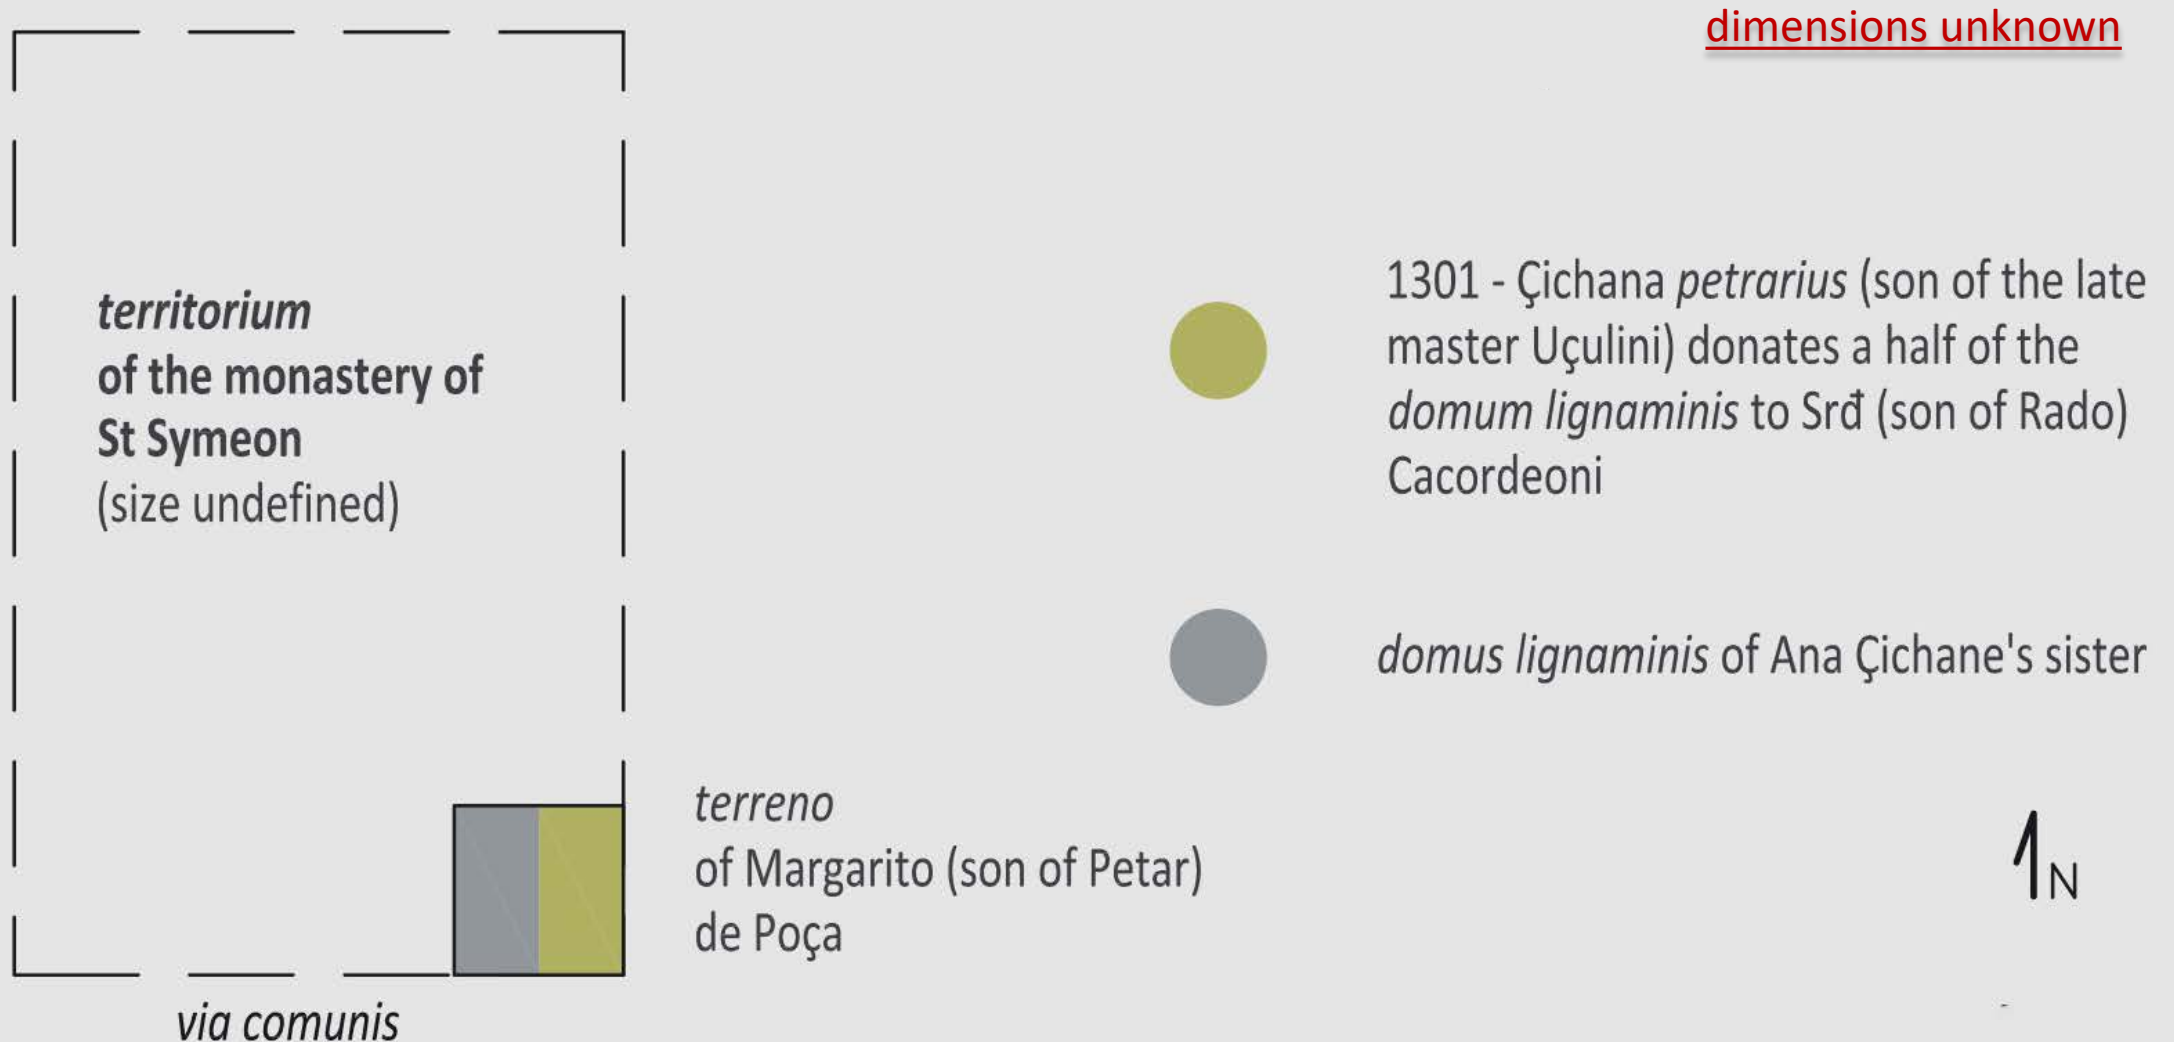 dimensions unknown
territorium
of the monastery of
St Symeon
(size undefined)
1301 - Çichana petrarius (son of the late
master Uçulini) donates a half of the
domum lignaminis to Srđ (son of Rado)
Cacordeoni
domus lignaminis of Ana Çichane's sister
terreno
of Margarito (son of Petar)
de Poça
N
via comunis